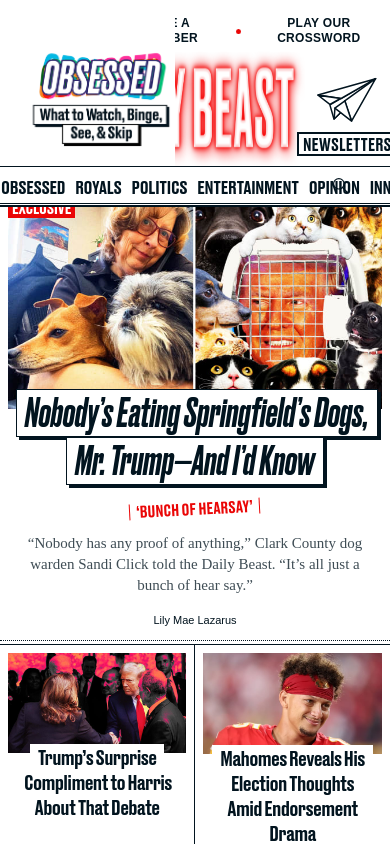 E A
BER
PLAY OUR
CROSSWORD
OBSESSED
What to Watch, Binge,
See, & Skip
Y BEAST
NEWSLETTERS
OBSESSED ROYALS POLITICS ENTERTAINMENT OPINION INN
EXCLUSIVE
Nobody’s Eating Springfield’s Dogs,
Mr. Trump—And I’d Know
‘BUNCH OF HEARSAY’
“Nobody has any proof of anything,” Clark County dog
warden Sandi Click told the Daily Beast. “It’s all just a
bunch of hear say.”
Lily Mae Lazarus
Trump’s Surprise
Compliment to Harris
About That Debate
Mahomes Reveals His
Election Thoughts
Amid Endorsement
Drama